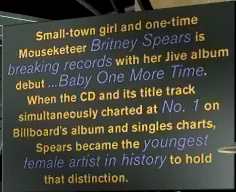 Small-town girl and one-time
Mouseketeer Britney Spears is
breaking records with her Jive album
debut ...Baby One More Time.
When the CD and its title track
simultaneously charted at No. 1 on
Billboard's album and singles charts,
Spears became the youngest
female artist in history to hold
that distinction.